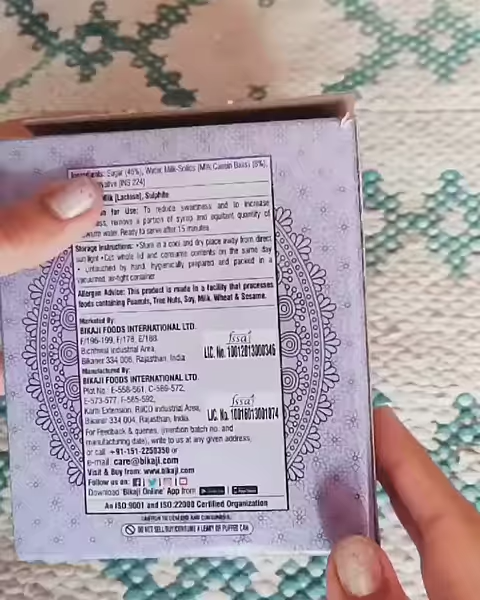 Ingredients: Sugar (45%), Water, Milk-Solids (Milk Casein Basis) (8%),
(INS 224)
Milk [Lactose], Sulphite
for Use: To reduce sweetness and to increase
remove a portion of syrup and equitant quantity of
water. Ready to serve after 15 minutes
Storage Instructions: • Store in a cool and dry place away from direct
sun light • Cut whole lid and consume contents on the same day
• Untouched by hand, hygienically prepared and packed in a
vacuumed, air-tight container
Allergen Advice: This product is made in a facility that processes
foods containing Peanuts, Tree Nuts, Soy, Milk, Wheat & Sesame.
Marketed By:
BIKAJI FOODS INTERNATIONAL LTD.
F/196-199, F/178, E/188,
Bichhwal Industrial Area,
Bikaner 334 006, Rajasthan, India
fssai
LIC. No. 10012013000346
Manufactured By:
BIKAJI FOODS INTERNATIONAL LTD.
Plot No.: E-558-561, C-569-572,
E-573-577, F-585-592,
Karni Extension, RIICO Industrial Area,
Bikaner 334 004, Rajasthan, India.
fssai
LIC. No. 10016013001074
For Feedback & queries, (mention batch no. and
manufacturing date), write to us at any given address,
or call +91-151-2250350 or
e-mail: care@bikaji.com
Visit & Buy from: www.bikaji.com
Follow us on:
Download 'Bikaji Online' App from
An ISO:9001 and ISO:22000 Certified Organization
DO NOT SELL/BUY/CONSUME A LEAKY OR PUFFED CAN